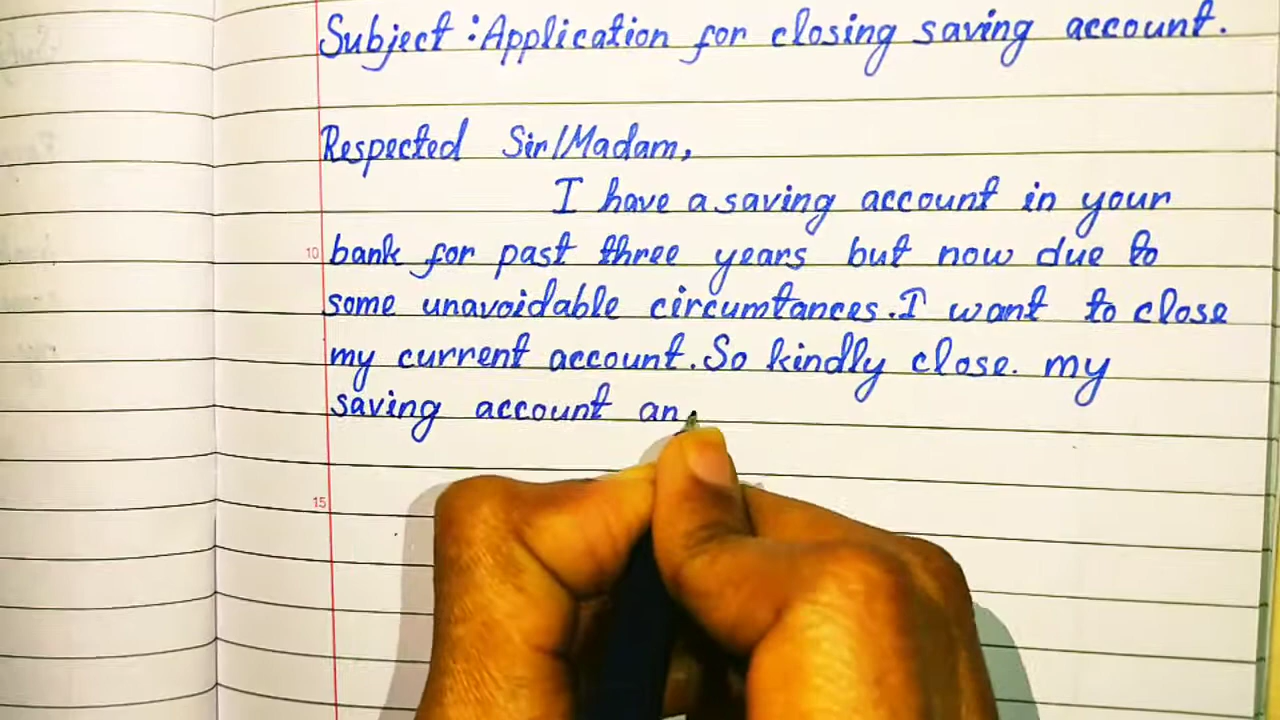 Subject : Application for closing saving account.
Respected Sir/Madam,
I have a saving account in your
10 bank for past three years but now due to
some unavoidable circumtances. I want to close
my current account. So kindly close. my
saving account an
15